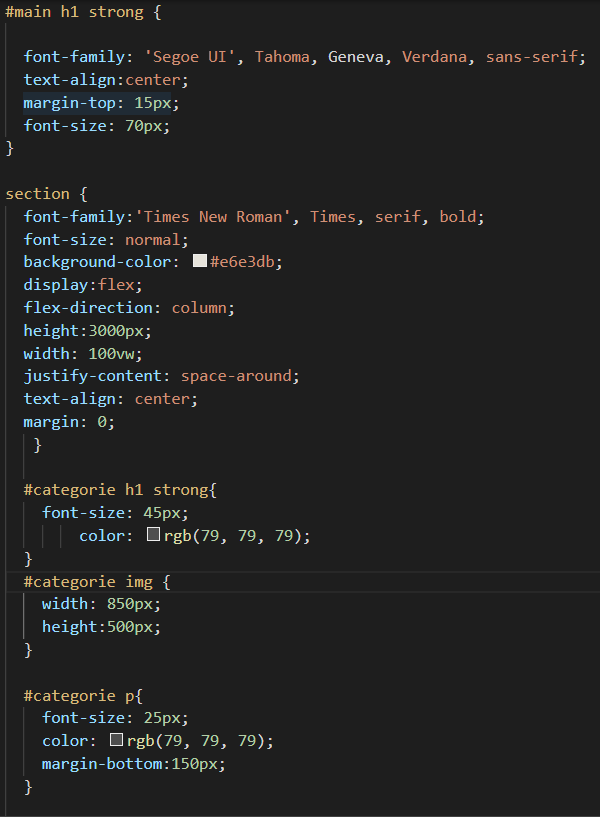 #main h1 strong {
font-family: 'Segoe UI', Tahoma, Geneva, Verdana, sans-serif;
text-align:center;
margin-top: 15px;
font-size: 70px;
}
section {
font-family:'Times New Roman', Times, serif, bold;
font-size: normal;
background-color: #e6e3db;
display:flex;
flex-direction: column;
height:3000px;
width: 100vw;
justify-content: space-around;
text-align: center;
margin: 0;
}
#categorie h1 strong{
font-size: 45px;
color: rgb(79, 79, 79);
}
#categorie img {
width: 850px;
height:500px;
}
#categorie p{
font-size: 25px;
color: rgb(79, 79, 79);
margin-bottom:150px;
}